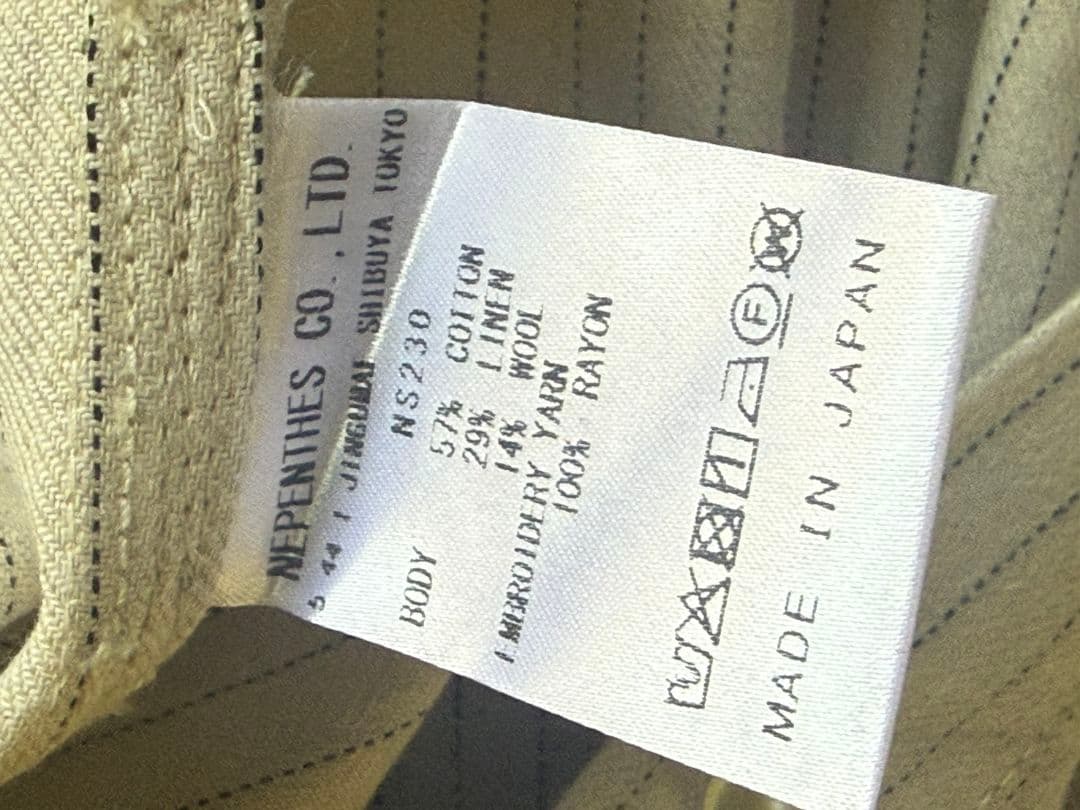 NEPENTHES CO., LTD.
5 44 1 JINGUMAE SHIBUYA TOKYO
NS230
BODY 57% COTTON
29% LINEN
14% WOOL
EMBROIDERY YARN
100% RAYON
F
MADE IN JAPAN